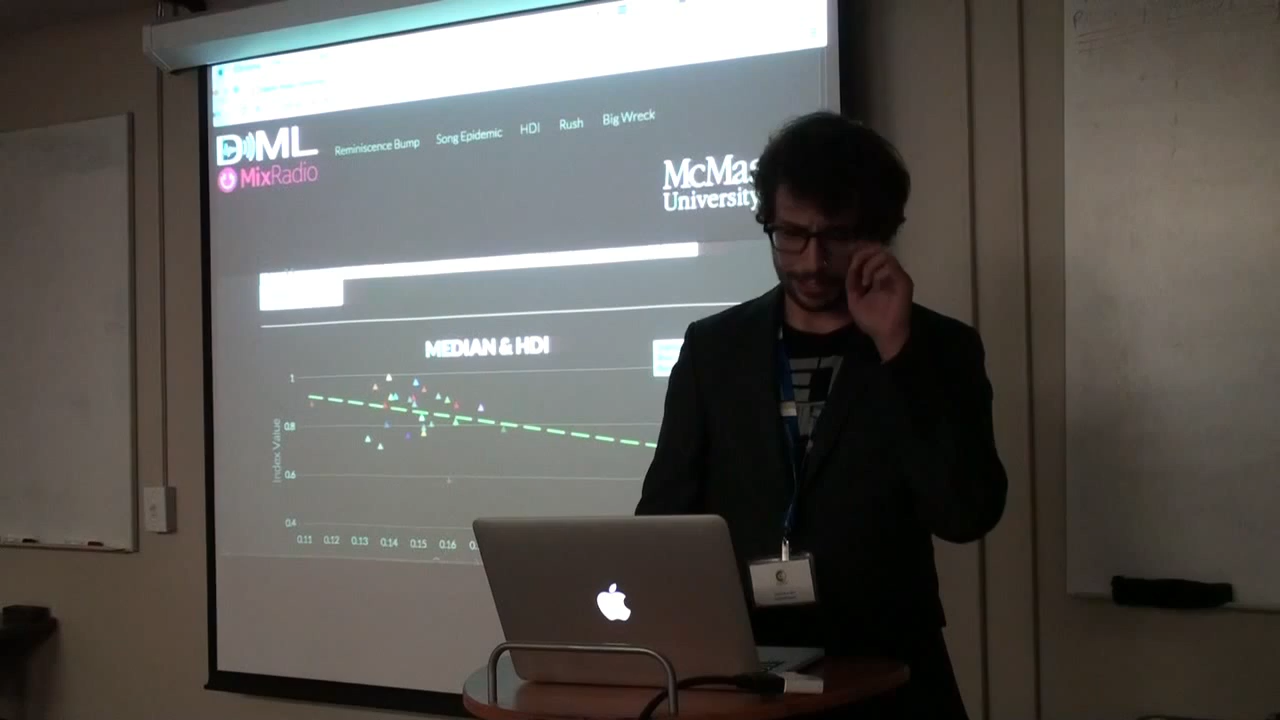 DIML
MixRadio
Reminiscence Bump
Song Epidemic
HDI
Rush
Big Wreck
McMas
University
MEDIAN & HDI
Index Value
1
0.8
0.6
0.4
0.11 0.12 0.13 0.14 0.15 0.16